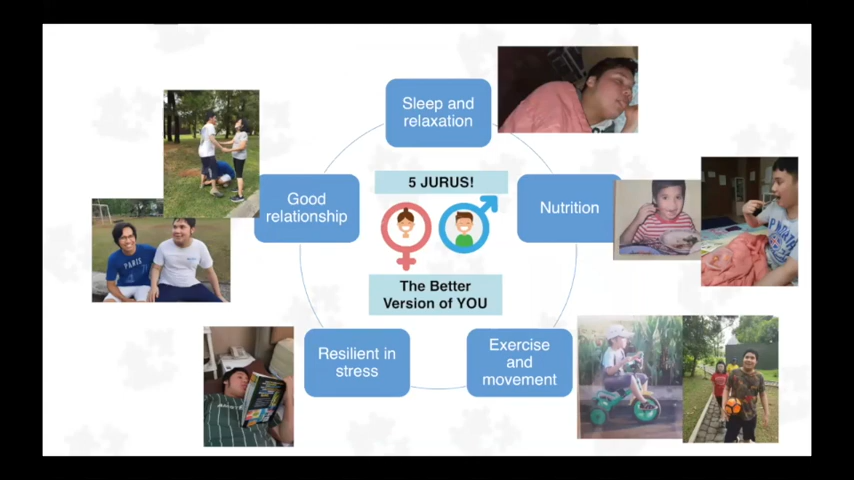 Sleep and
relaxation
5 JURUS!
Good
relationship
Nutrition
PARIS
The Better
Version of YOU
Resilient in
stress
Exercise
and
movement